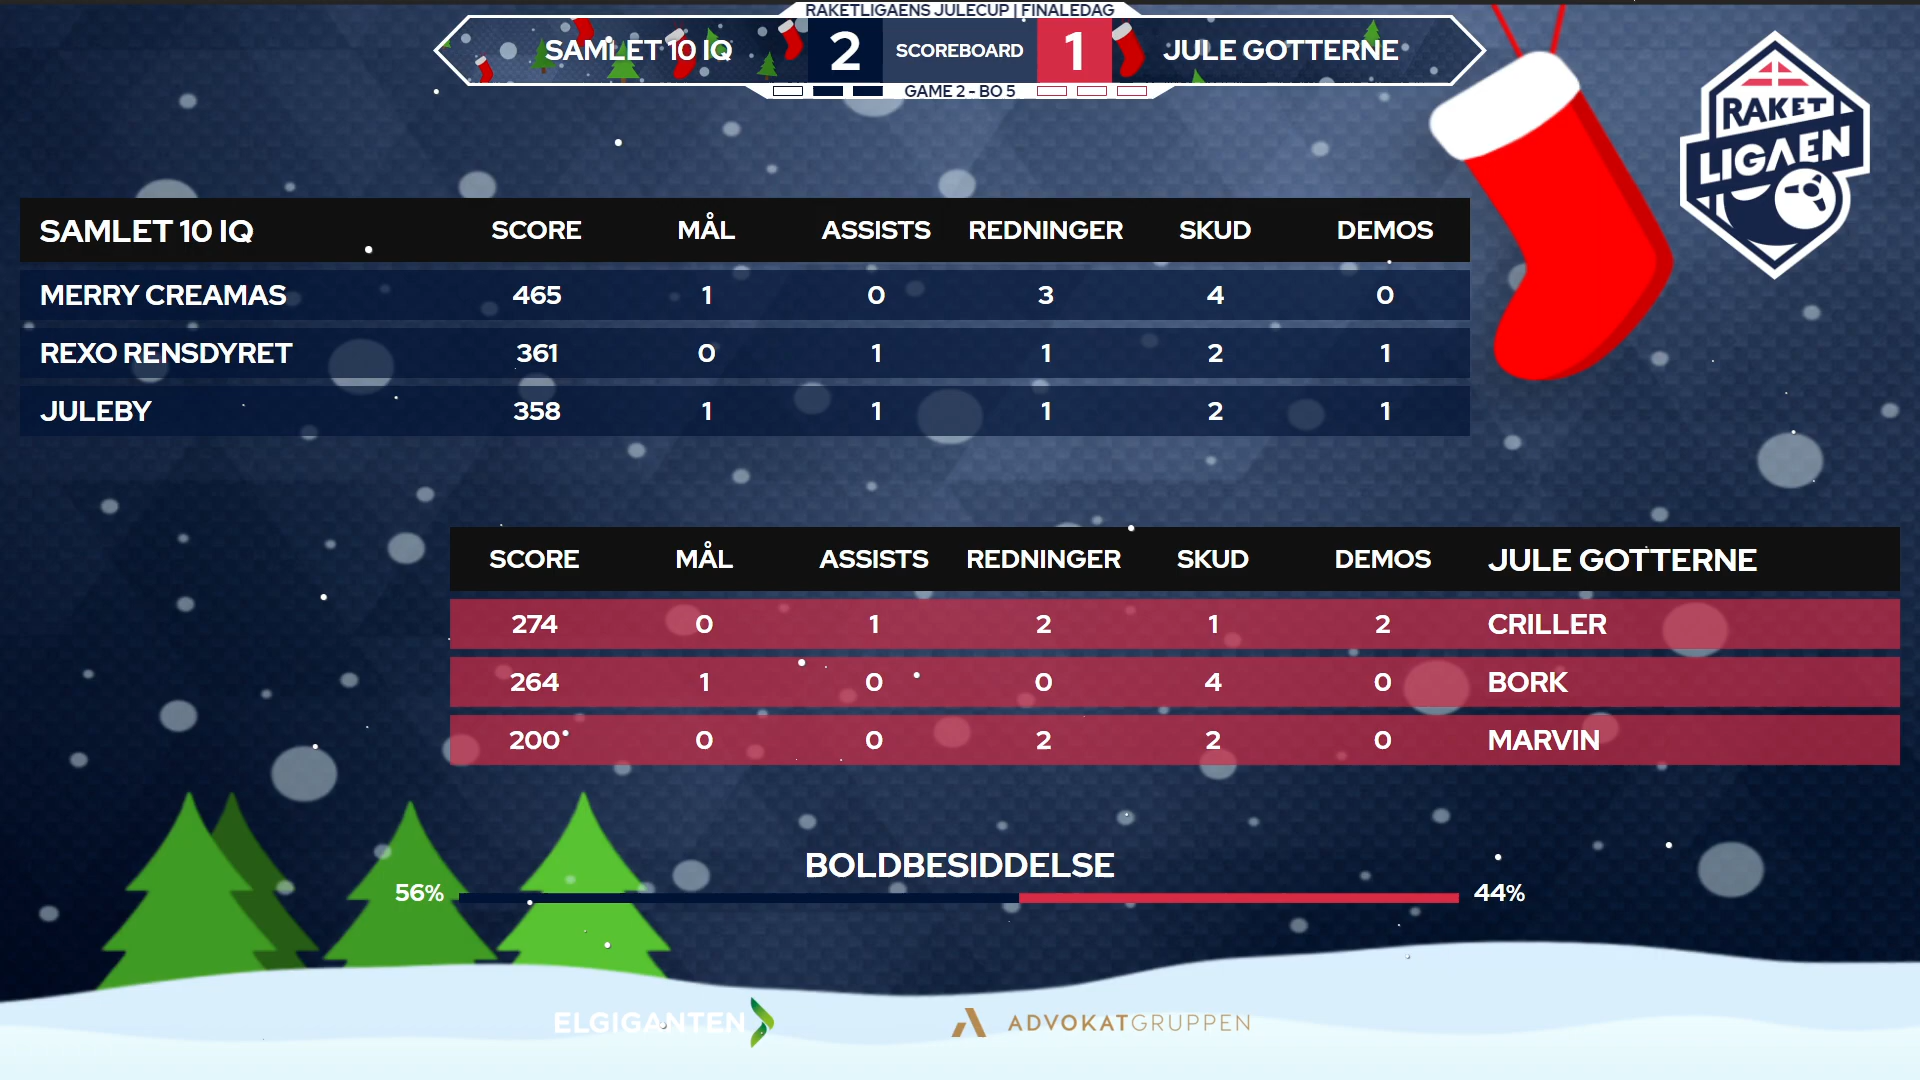 RAKETLIGAENS JULECUP | FINALEDAG
SAMLET 10 IQ 2 SCOREBOARD 1 JULE GOTTERNE
GAME 2 - BO 5
RAKET
LIGAEN
SAMLET 10 IQ SCORE MÅL ASSISTS REDNINGER SKUD DEMOS
MERRY CREAMAS 465 1 0 3 4 0
REXO RENSDYRET 361 0 1 1 2 1
JULEBY 358 1 1 1 2 1
SCORE MÅL ASSISTS REDNINGER SKUD DEMOS JULE GOTTERNE
274 0 1 2 1 2 CRILLER
264 1 0 0 4 0 BORK
200 0 0 2 2 0 MARVIN
BOLDBESIDDELSE
56% 44%
ELGIGANTEN ADVOKATGRUPPEN